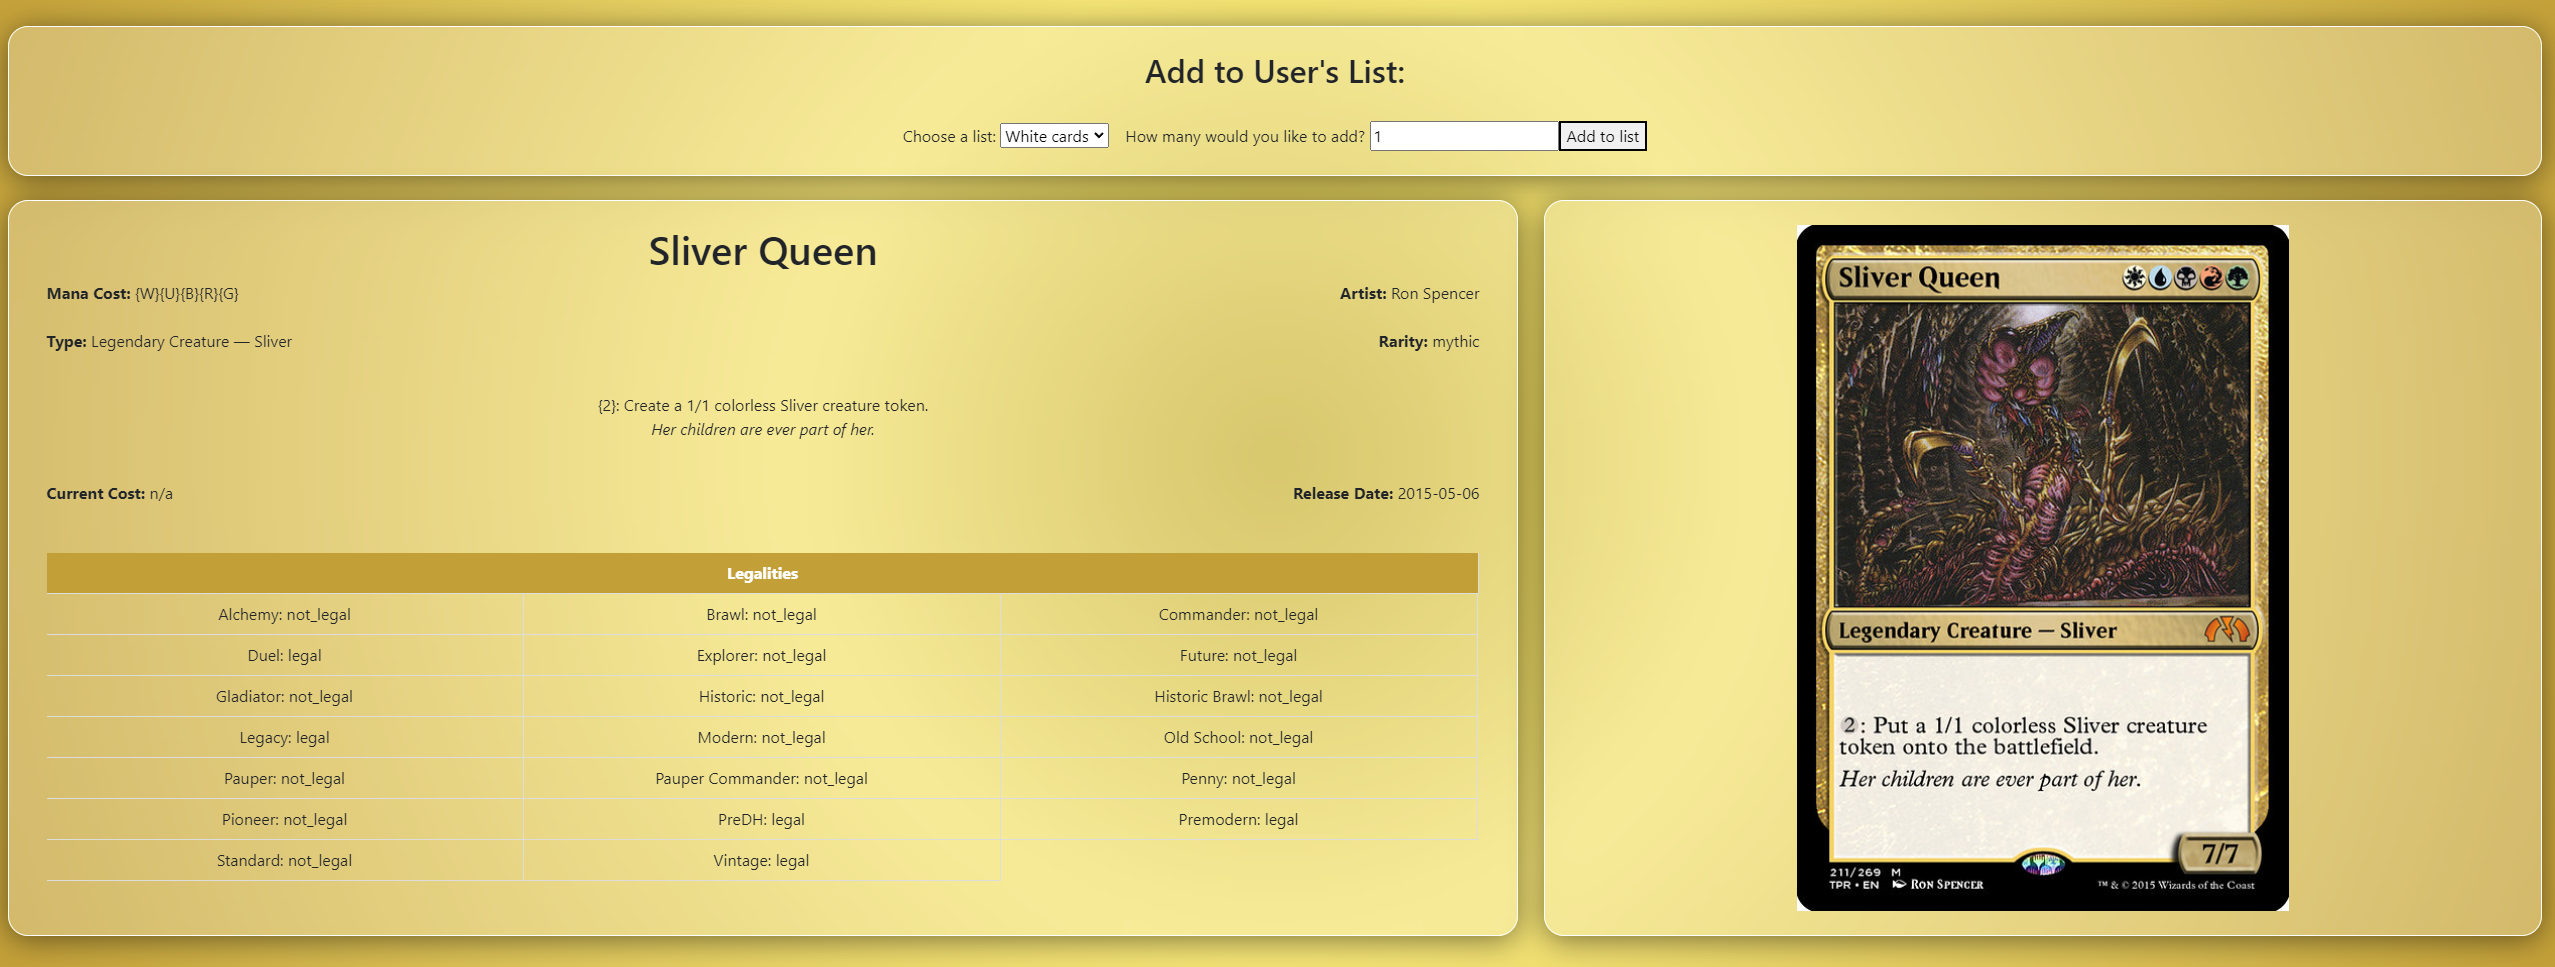 Add to User's List:
Choose a list: White cards How many would you like to add? 1 Add to list
Sliver Queen
Mana Cost: {W}{U}{B}{R}{G} Artist: Ron Spencer
Type: Legendary Creature — Sliver Rarity: mythic
{2}: Create a 1/1 colorless Sliver creature token.
Her children are ever part of her.
Current Cost: n/a Release Date: 2015-05-06
Legalities
Alchemy: not_legal Brawl: not_legal Commander: not_legal
Duel: legal Explorer: not_legal Future: not_legal
Gladiator: not_legal Historic: not_legal Historic Brawl: not_legal
Legacy: legal Modern: not_legal Old School: not_legal
Pauper: not_legal Pauper Commander: not_legal Penny: not_legal
Pioneer: not_legal PreDH: legal Premodern: legal
Standard: not_legal Vintage: legal
Sliver Queen
Legendary Creature — Sliver
2: Put a 1/1 colorless Sliver creature
token onto the battlefield.
Her children are ever part of her.
7/7
211/269 M
TPR • EN Ron Spencer ™ & © 2015 Wizards of the Coast